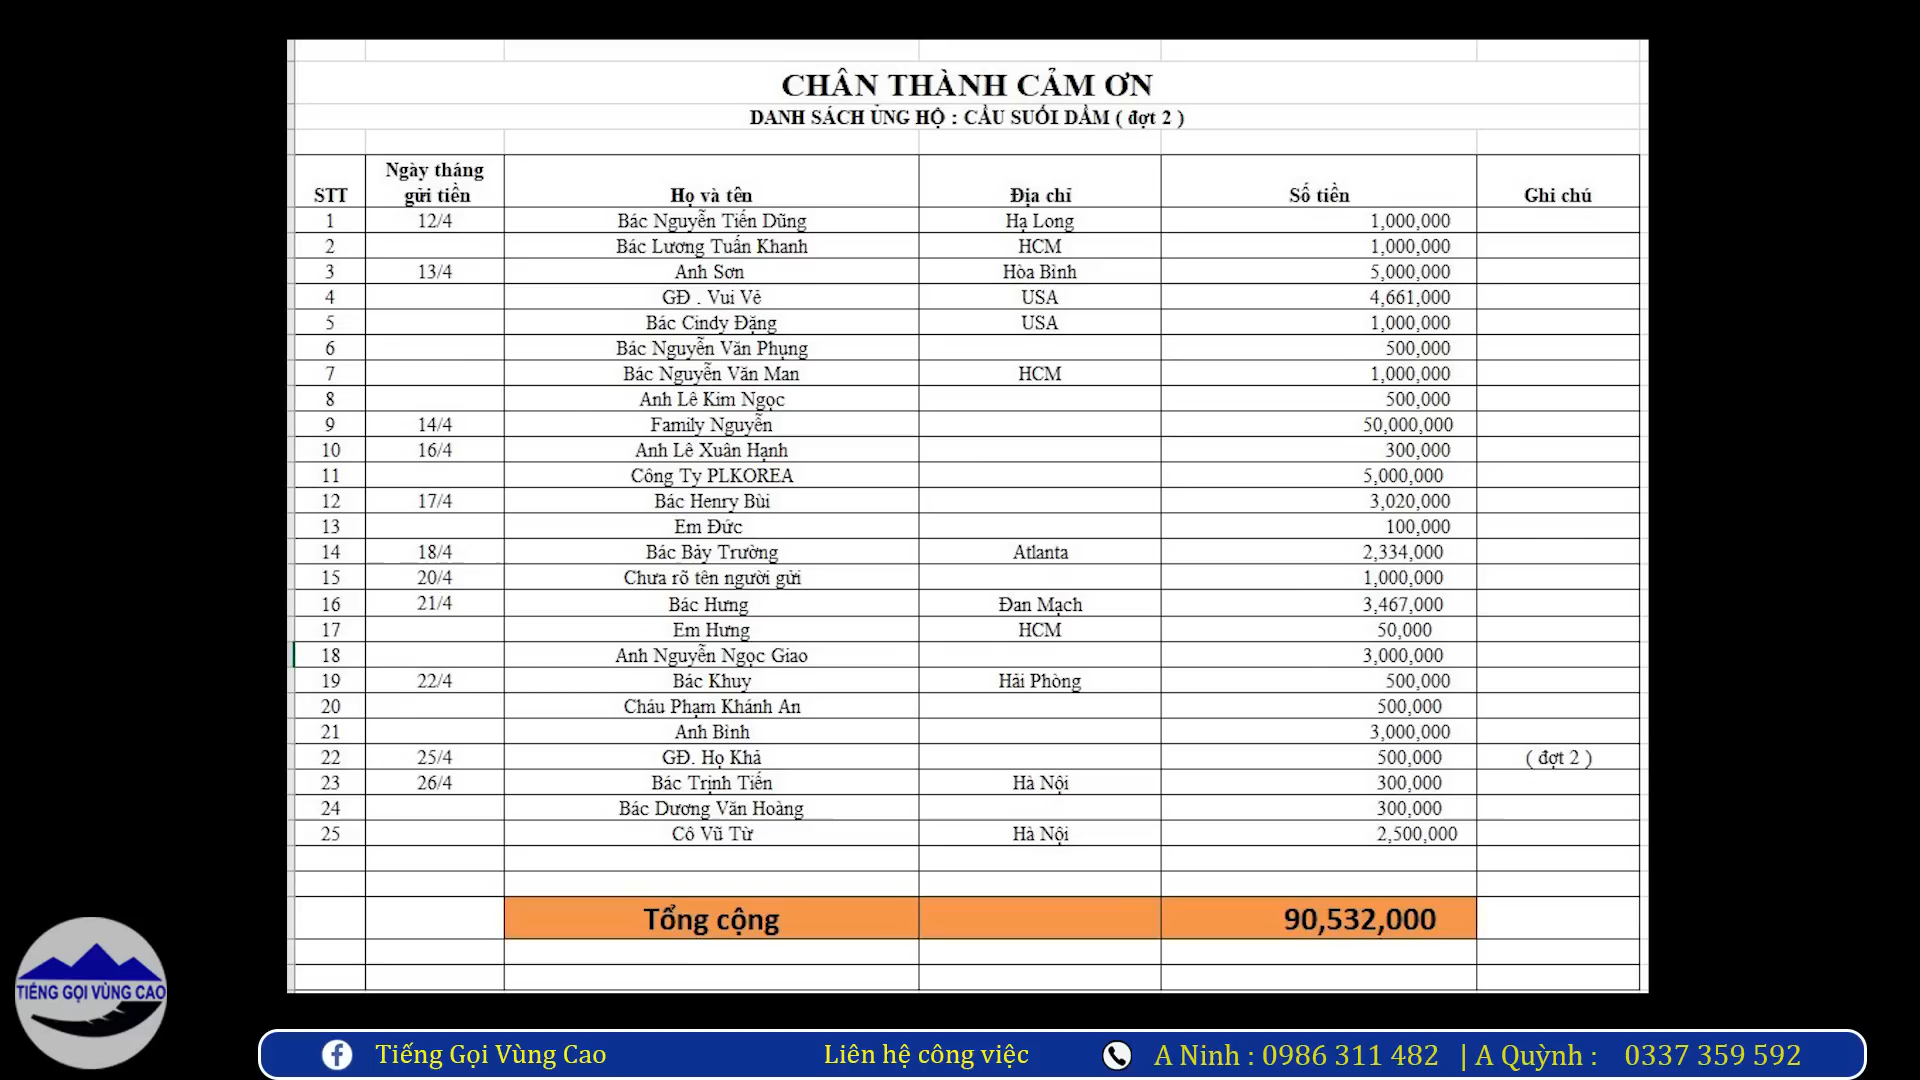 CHÂN THÀNH CẢM ƠN
DANH SÁCH ỦNG HỘ : CẦU SUỐI DẦM ( đợt 2 )
STT Ngày tháng gửi tiền Họ và tên Địa chỉ Số tiền Ghi chú
1 12/4 Bác Nguyễn Tiến Dũng Hạ Long 1,000,000
2 Bác Lương Tuấn Khanh HCM 1,000,000
3 13/4 Anh Sơn Hòa Bình 5,000,000
4 GĐ . Vui Vẻ USA 4,661,000
5 Bác Cindy Đặng USA 1,000,000
6 Bác Nguyễn Văn Phụng 500,000
7 Bác Nguyễn Văn Man HCM 1,000,000
8 Anh Lê Kim Ngọc 500,000
9 14/4 Family Nguyễn 50,000,000
10 16/4 Anh Lê Xuân Hạnh 300,000
11 Công Ty PLKOREA 5,000,000
12 17/4 Bác Henry Bùi 3,020,000
13 Em Đức 100,000
14 18/4 Bác Bảy Trường Atlanta 2,334,000
15 20/4 Chưa rõ tên người gửi 1,000,000
16 21/4 Bác Hưng Đan Mạch 3,467,000
17 Em Hưng HCM 50,000
18 Anh Nguyễn Ngọc Giao 3,000,000
19 22/4 Bác Khuy Hải Phòng 500,000
20 Cháu Phạm Khánh An 500,000
21 Anh Bình 3,000,000
22 25/4 GĐ. Họ Khả 500,000 ( đợt 2 )
23 26/4 Bác Trịnh Tiến Hà Nội 300,000
24 Bác Dương Văn Hoàng 300,000
25 Cô Vũ Từ Hà Nội 2,500,000
Tổng cộng 90,532,000
TIẾNG GỌI VÙNG CAO
Tiếng Gọi Vùng Cao Liên hệ công việc A Ninh : 0986 311 482 | A Quỳnh : 0337 359 592